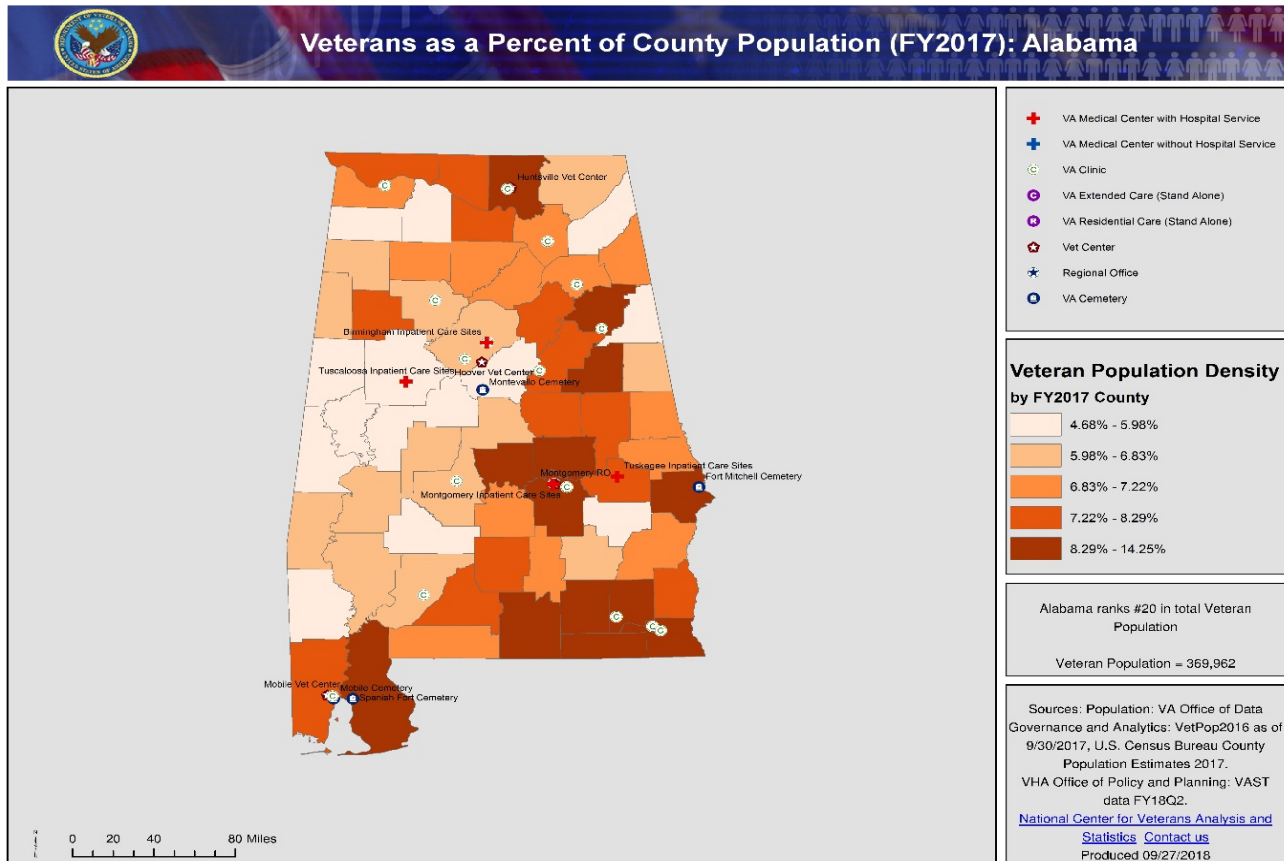 Veterans as a Percent of County Population (FY2017): Alabama
Huntsville Vet Center
C
C
C
C
C
Birmingham Inpatient Care Sites
C
C
Tuscaloosa Inpatient Care Sites
Hoover Vet Center
C
Montevallo Cemetery
Tuskegee Inpatient Care Sites
Montgomery RO
Fort Mitchell Cemetery
C
C
Montgomery Inpatient Care Sites
C
C
C
C
Mobile Vet Center
C
Mobile Cemetery
Spanish Fort Cemetery
0 20 40 80 Miles
VA Medical Center with Hospital Service
VA Medical Center without Hospital Service
C VA Clinic
C VA Extended Care (Stand Alone)
R VA Residential Care (Stand Alone)
Vet Center
Regional Office
VA Cemetery
Veteran Population Density
by FY2017 County
4.68% - 5.98%
5.98% - 6.83%
6.83% - 7.22%
7.22% - 8.29%
8.29% - 14.25%
Alabama ranks #20 in total Veteran
Population
Veteran Population = 369,962
Sources: Population: VA Office of Data
Governance and Analytics: VetPop2016 as of
9/30/2017, U.S. Census Bureau County
Population Estimates 2017.
VHA Office of Policy and Planning: VAST
data FY18Q2.
National Center for Veterans Analysis and
Statistics Contact us
Produced 09/27/2018